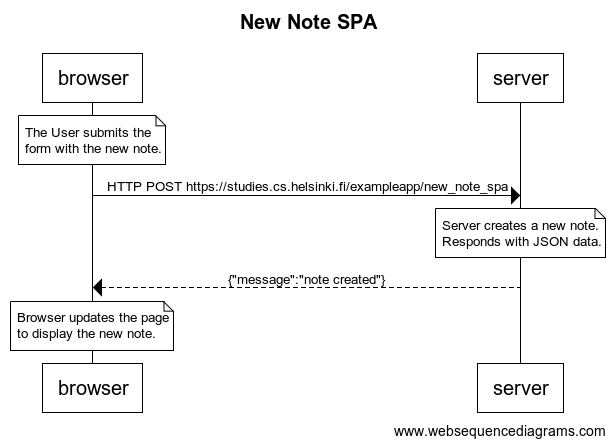 New Note SPA
browser
server
The User submits the
form with the new note.
HTTP POST https://studies.cs.helsinki.fi/exampleapp/new_note_spa
Server creates a new note.
Responds with JSON data.
{"message":"note created"}
Browser updates the page
to display the new note.
browser
server
www.websequencediagrams.com